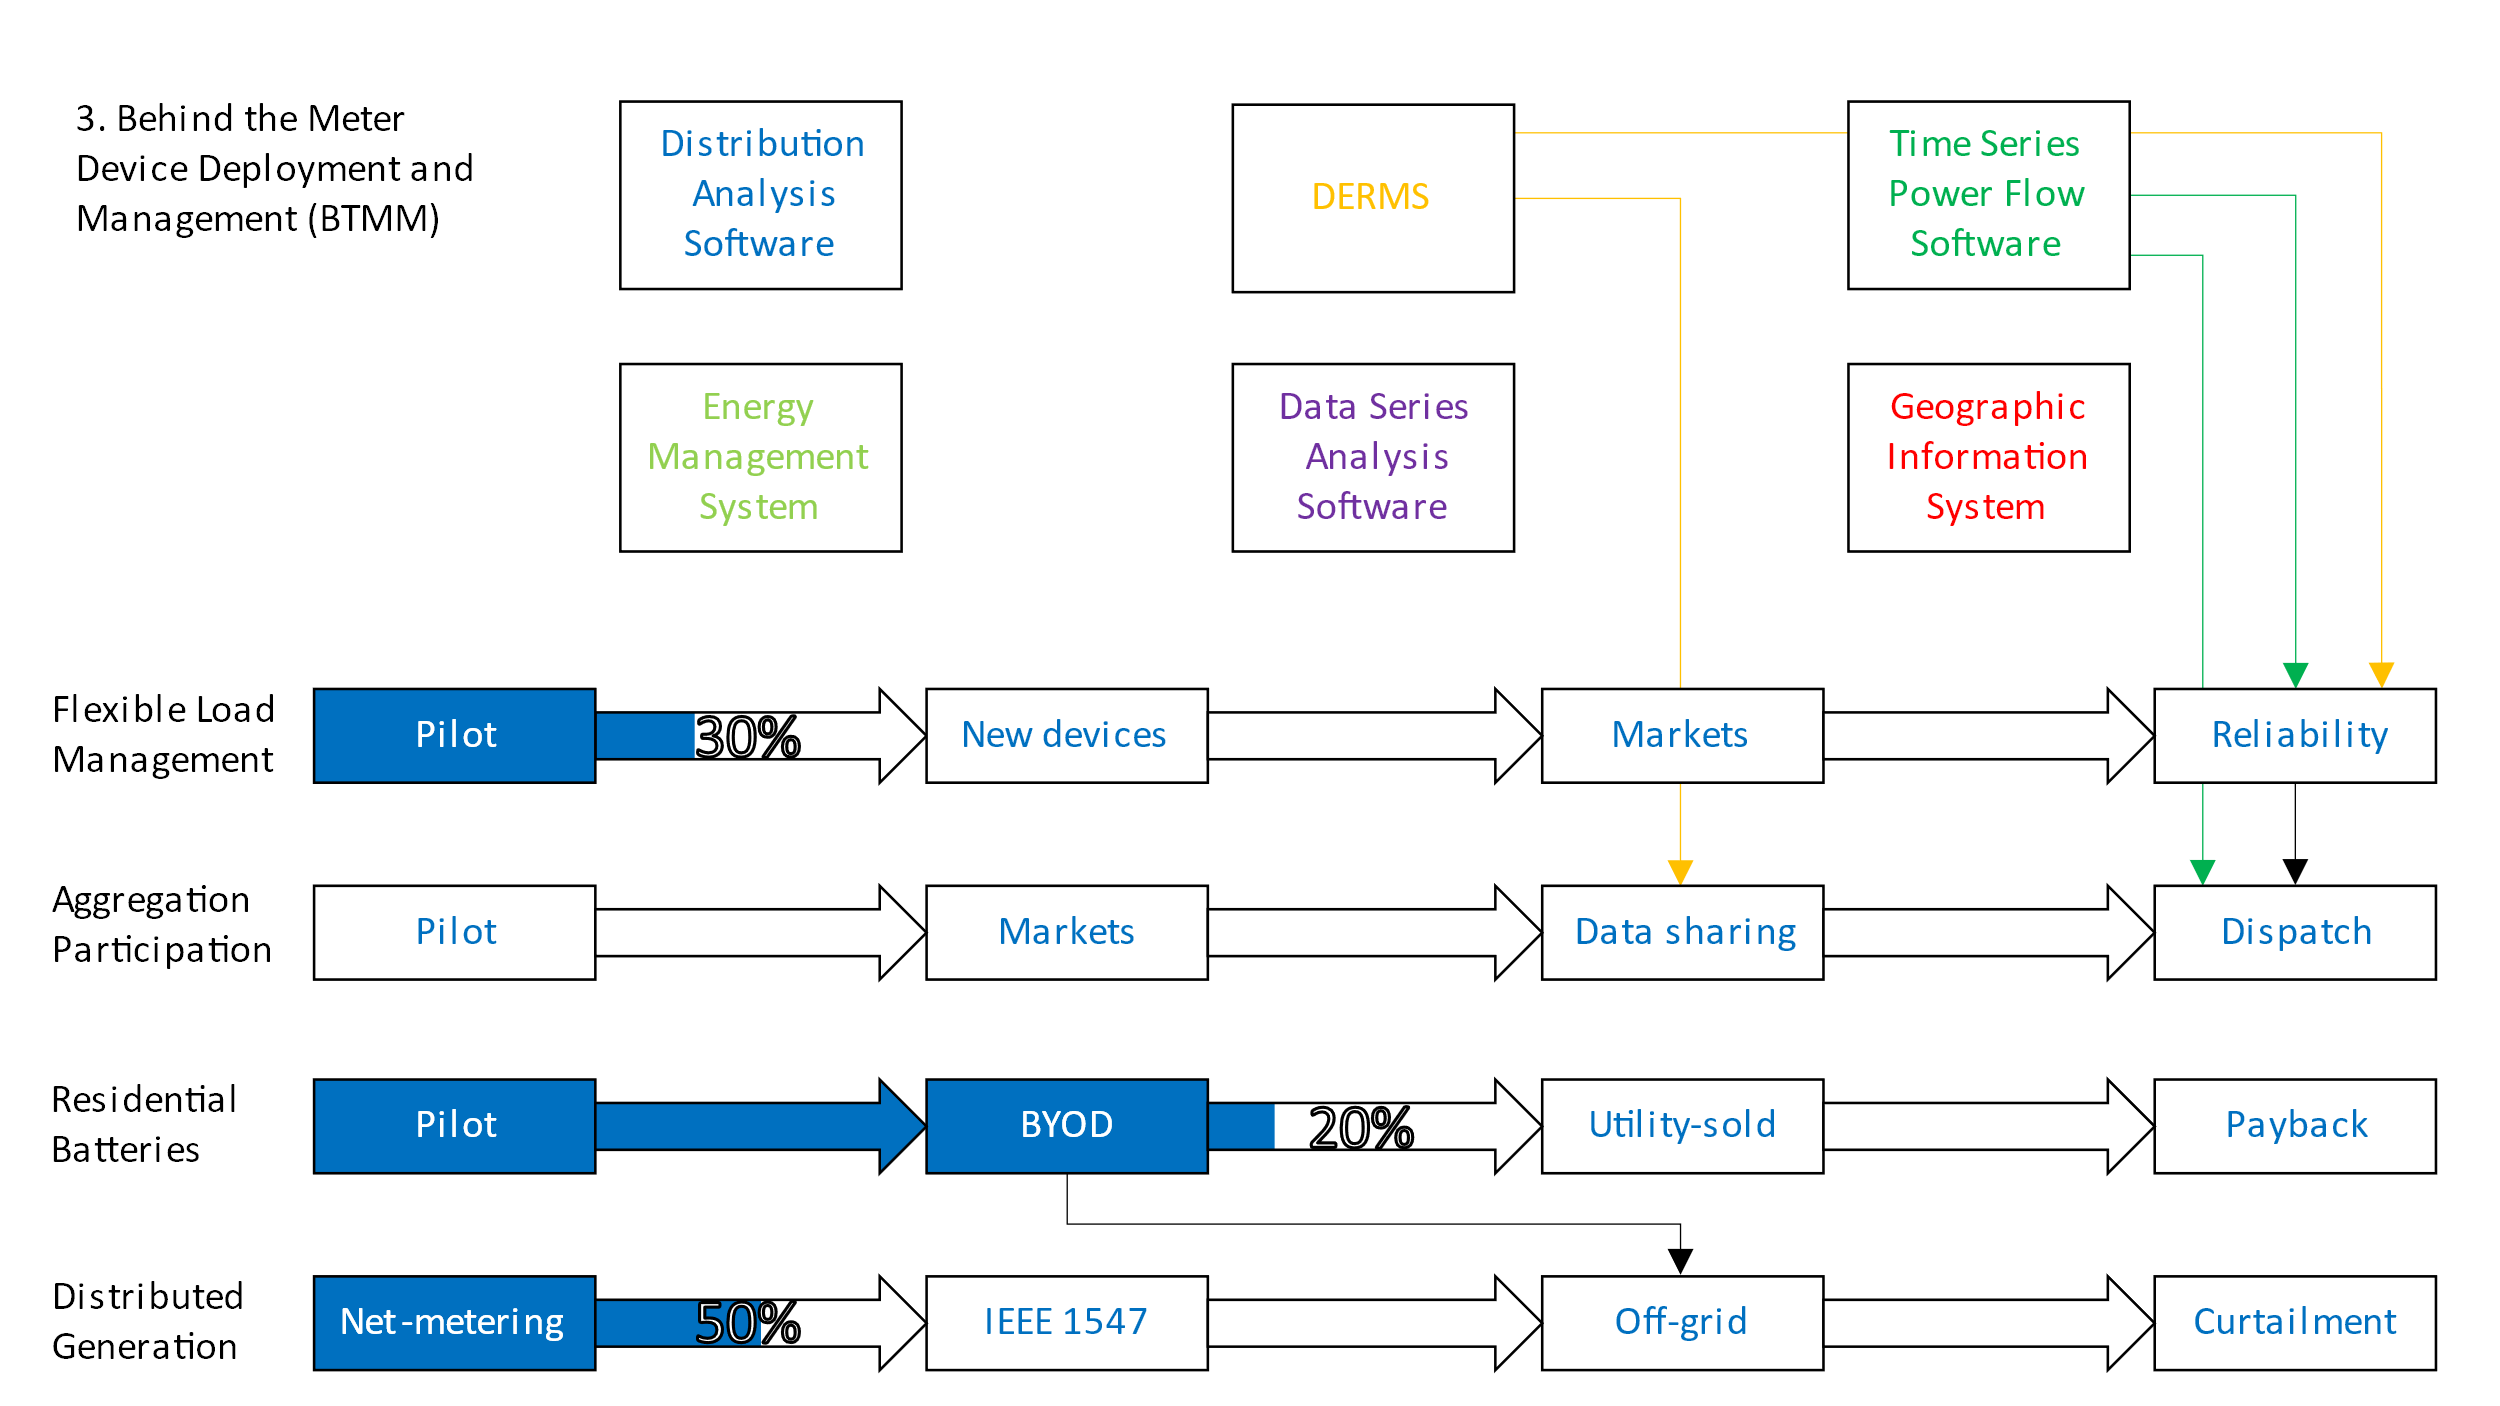 3. Behind the Meter
Device Deployment and
Management (BTMM)
Distribution
Analysis
Software
DERMS
Time Series
Power Flow
Software
Energy
Management
System
Data Series
Analysis
Software
Geographic
Information
System
Flexible Load
Management
Pilot
30%
New devices
Markets
Reliability
Aggregation
Participation
Pilot
Markets
Data sharing
Dispatch
Residential
Batteries
Pilot
BYOD
20%
Utility-sold
Payback
Distributed
Generation
Net-metering
50%
IEEE 1547
Off-grid
Curtailment